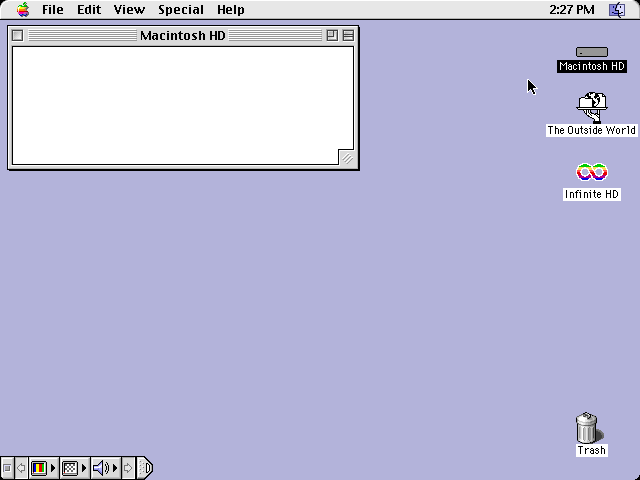 File Edit View Special Help 2:27 PM
Macintosh HD
Macintosh HD
The Outside World
Infinite HD
Trash